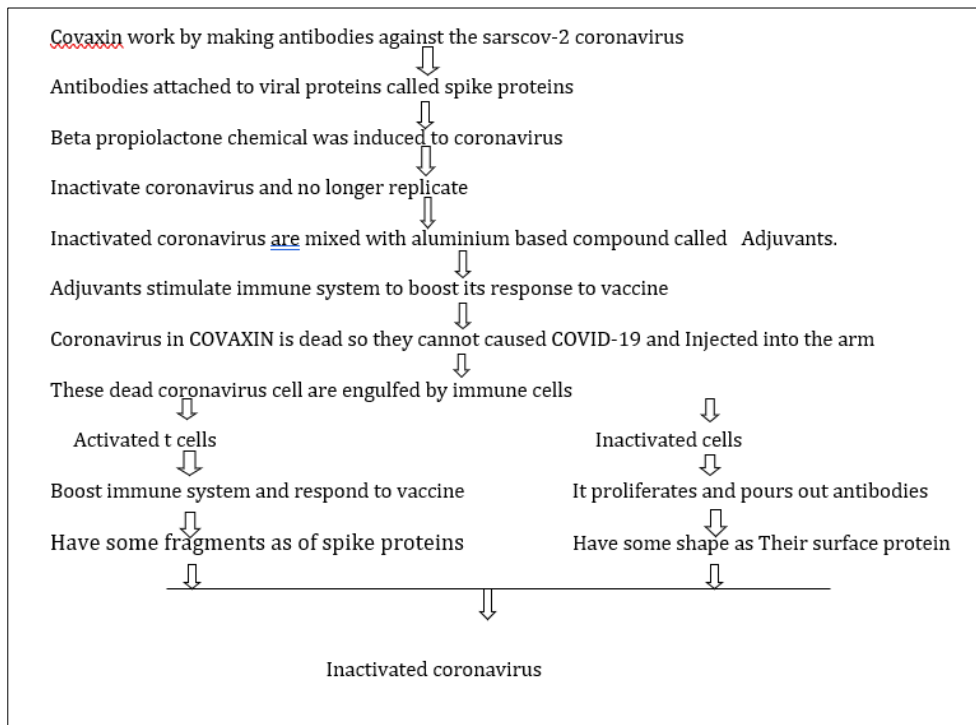 Covaxin work by making antibodies against the sarscov-2 coronavirus
Antibodies attached to viral proteins called spike proteins
Beta propiolactone chemical was induced to coronavirus
Inactivate coronavirus and no longer replicate
Inactivated coronavirus are mixed with aluminium based compound called Adjuvants.
Adjuvants stimulate immune system to boost its response to vaccine
Coronavirus in COVAXIN is dead so they cannot caused COVID-19 and Injected into the arm
These dead coronavirus cell are engulfed by immune cells
Activated t cells
Inactivated cells
Boost immune system and respond to vaccine
It proliferates and pours out antibodies
Have some fragments as of spike proteins
Have some shape as Their surface protein
Inactivated coronavirus